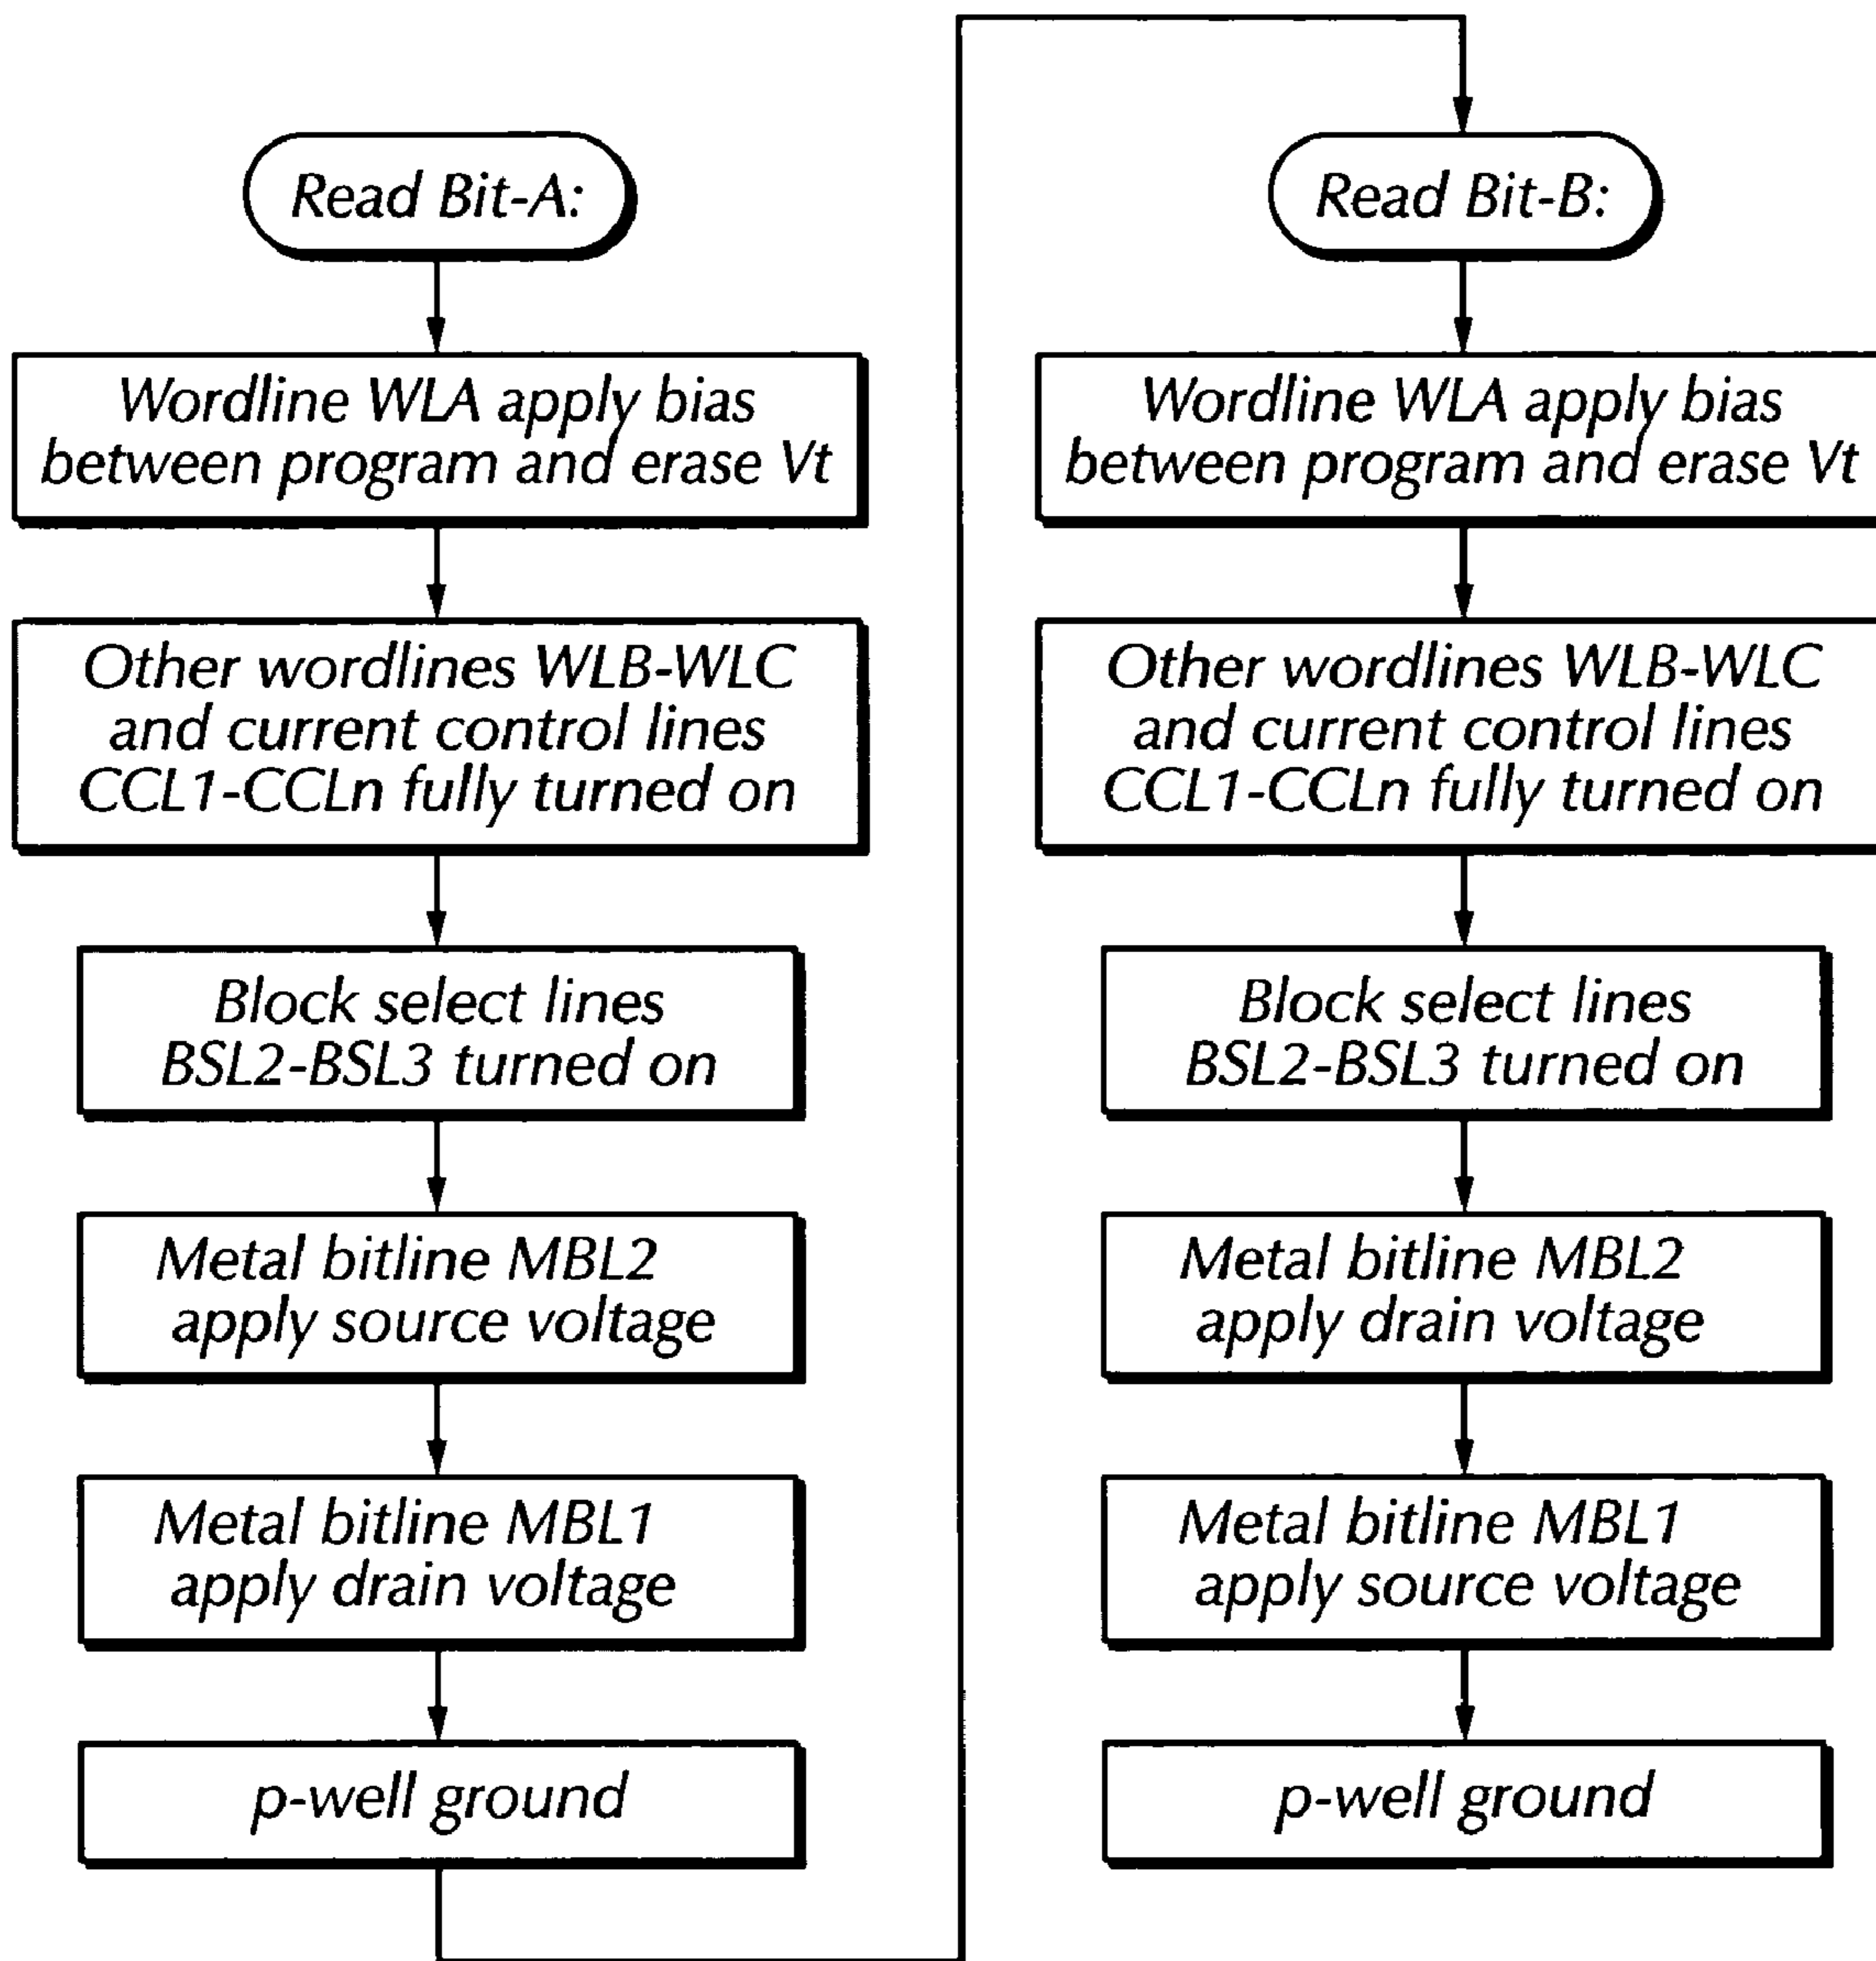 Read Bit-A:
Wordline WLA apply bias
between program and erase Vt
Other wordlines WLB-WLC
and current control lines
CCL1-CCLn fully turned on
Block select lines
BSL2-BSL3 turned on
Metal bitline MBL2
apply source voltage
Metal bitline MBL1
apply drain voltage
p-well ground
Read Bit-B:
Wordline WLA apply bias
between program and erase Vt
Other wordlines WLB-WLC
and current control lines
CCL1-CCLn fully turned on
Block select lines
BSL2-BSL3 turned on
Metal bitline MBL2
apply drain voltage
Metal bitline MBL1
apply source voltage
p-well ground